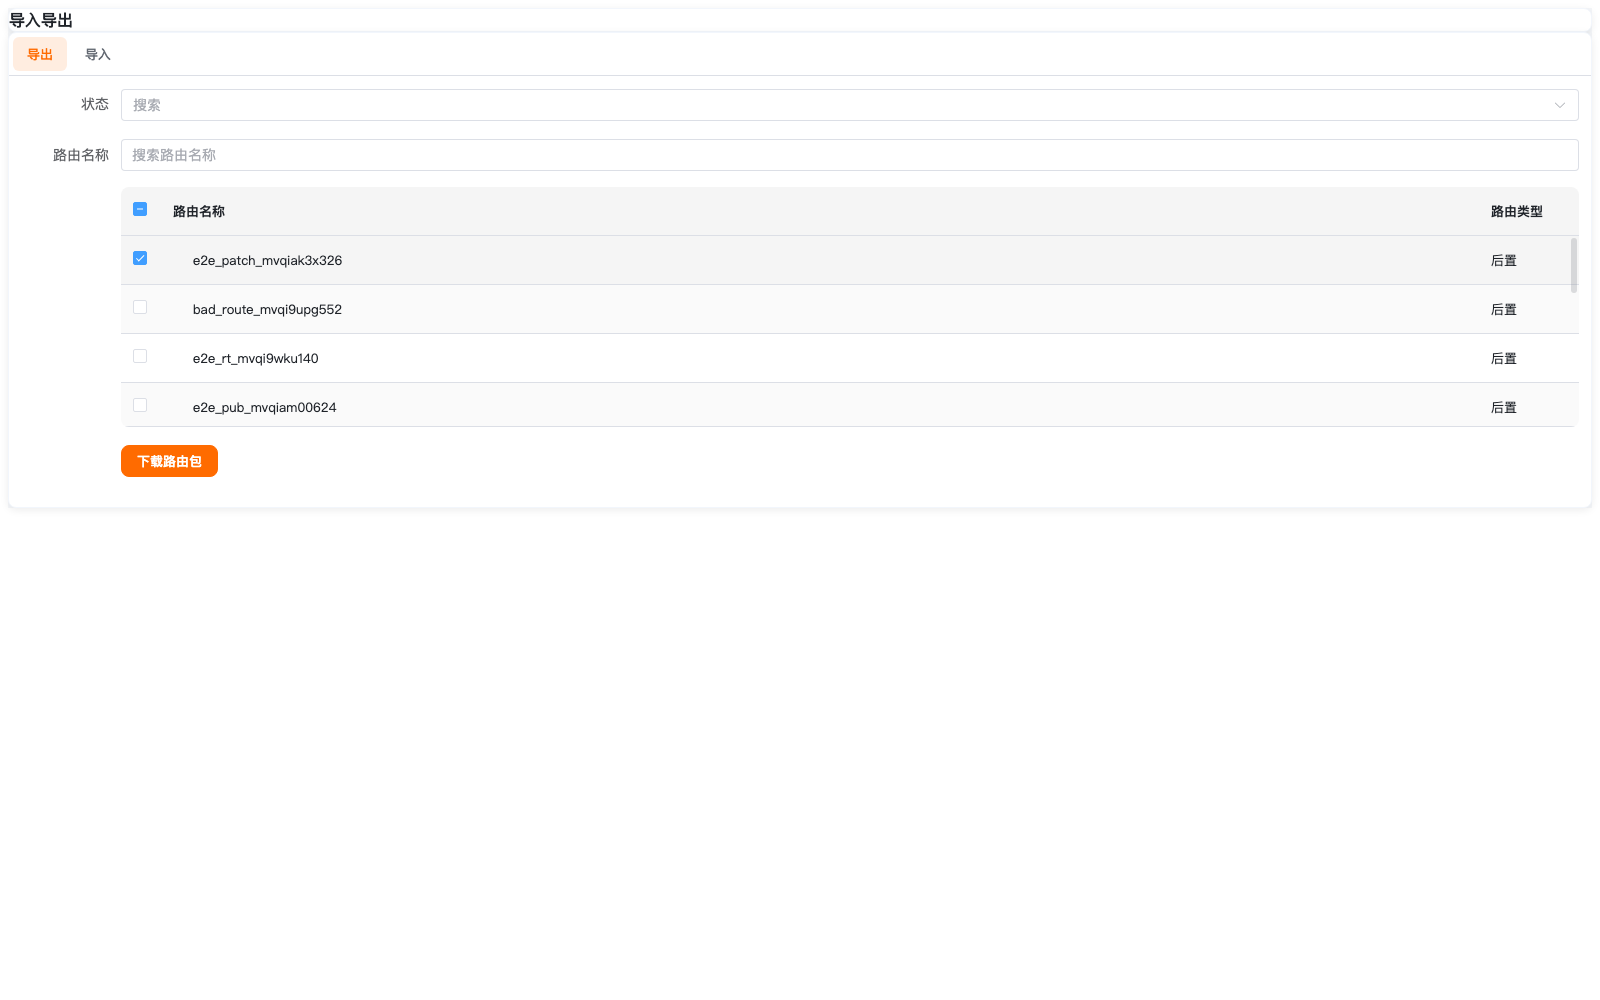 导入导出
导出 导入
状态 搜索
路由名称 搜索路由名称
路由名称 路由类型
e2e_patch_mvqiak3x326 后置
bad_route_mvqi9upg552 后置
e2e_rt_mvqi9wku140 后置
e2e_pub_mvqiam00624 后置
下载路由包